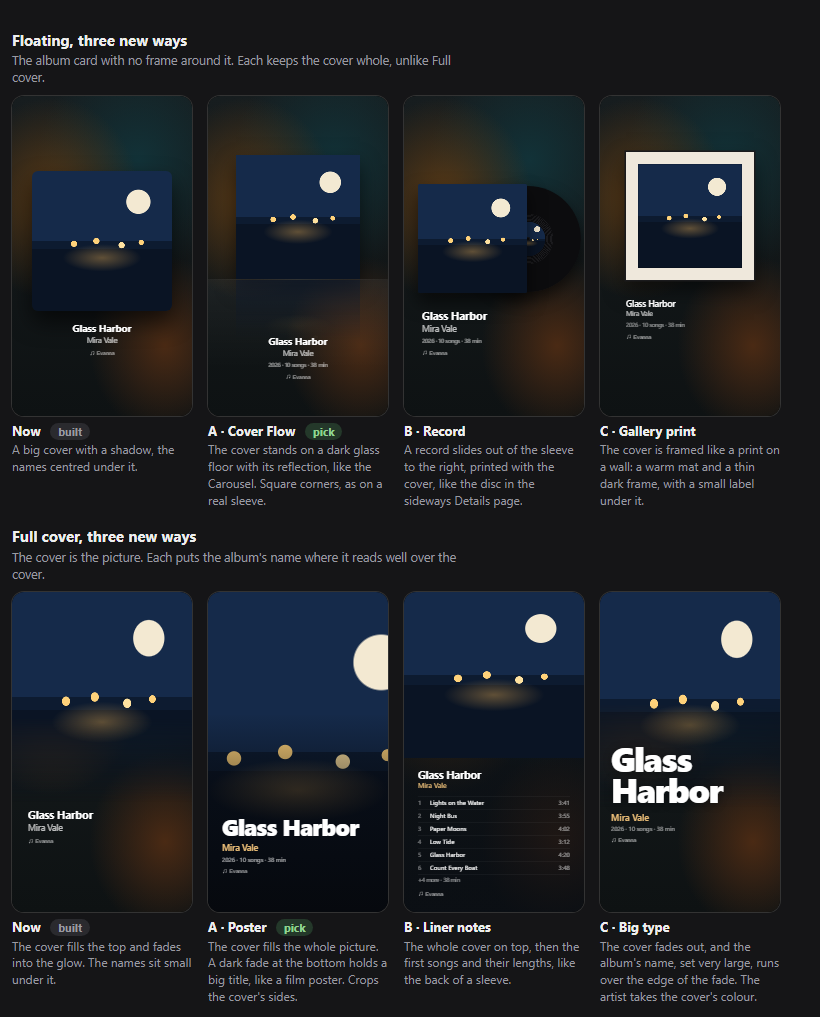 Floating, three new ways
The album card with no frame around it. Each keeps the cover whole, unlike Full
cover.
Glass Harbor
Mira Vale
♫ Evanna
Glass Harbor
Mira Vale
2026 · 10 songs · 38 min
♫ Evanna
Glass Harbor
Mira Vale
2026 · 10 songs · 38 min
♫ Evanna
Glass Harbor
Mira Vale
2026 · 10 songs · 38 min
♫ Evanna
Now built
A big cover with a shadow, the
names centred under it.
A · Cover Flow pick
The cover stands on a dark glass
floor with its reflection, like the
Carousel. Square corners, as on a
real sleeve.
B · Record
A record slides out of the sleeve
to the right, printed with the
cover, like the disc in the
sideways Details page.
C · Gallery print
The cover is framed like a print on
a wall: a warm mat and a thin
dark frame, with a small label
under it.
Full cover, three new ways
The cover is the picture. Each puts the album's name where it reads well over the
cover.
Glass Harbor
Mira Vale
♫ Evanna
Glass Harbor
Mira Vale
2026 · 10 songs · 38 min
♫ Evanna
Glass Harbor
Mira Vale
1 Lights on the Water 3:41
2 Night Bus 3:55
3 Paper Moons 4:02
4 Low Tide 3:12
5 Glass Harbor 4:20
6 Count Every Boat 3:48
+4 more · 38 min
♫ Evanna
Glass
Harbor
Mira Vale
2026 · 10 songs · 38 min
♫ Evanna
Now built
The cover fills the top and fades
into the glow. The names sit small
under it.
A · Poster pick
The cover fills the whole picture.
A dark fade at the bottom holds a
big title, like a film poster. Crops
the cover's sides.
B · Liner notes
The whole cover on top, then the
first songs and their lengths, like
the back of a sleeve.
C · Big type
The cover fades out, and the
album's name, set very large, runs
over the edge of the fade. The
artist takes the cover's colour.